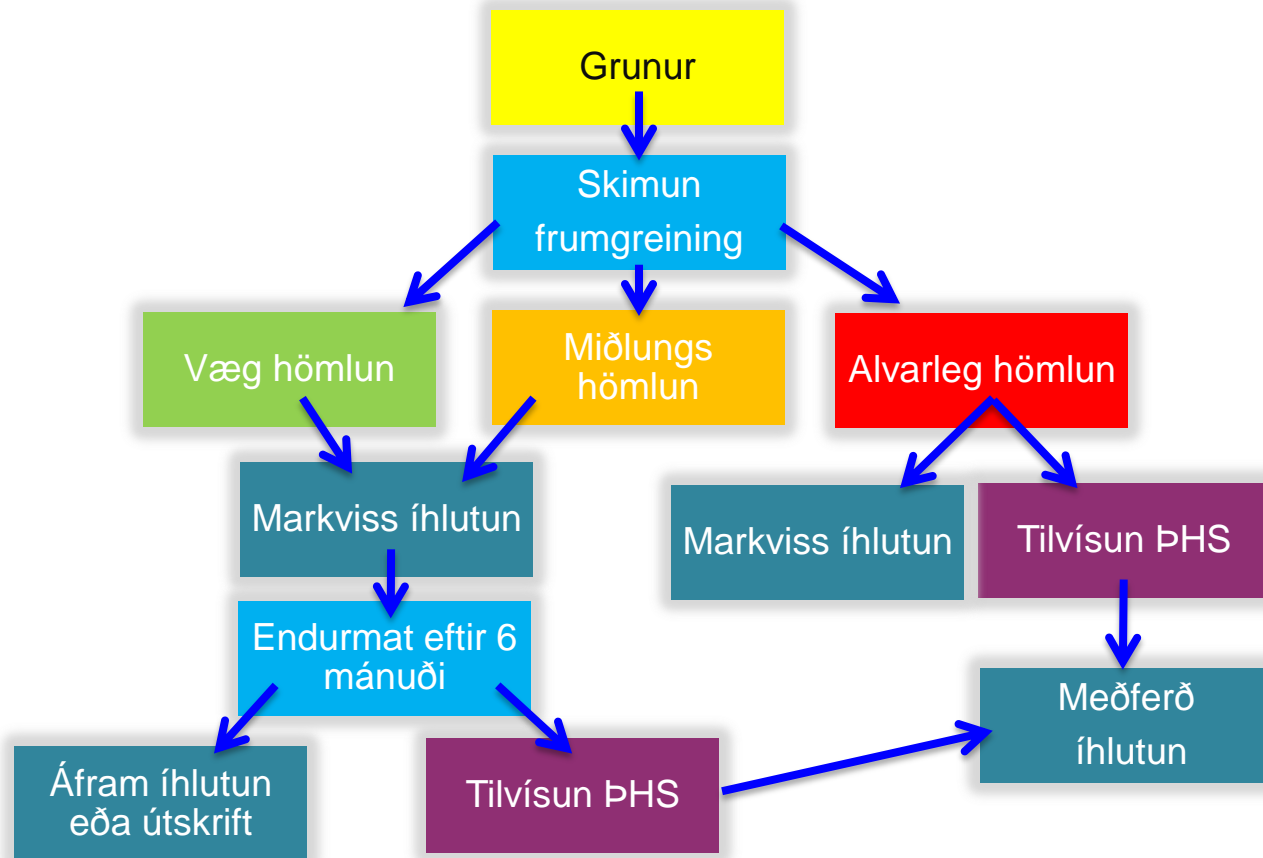 Grunur
Skimun
frumgreining
Væg hömlun
Miðlungs
hömlun
Alvarleg hömlun
Markviss íhlutun
Markviss íhlutun
Tilvísun ÞHS
Endurmat eftir 6
mánuði
Meðferð
íhlutun
Áfram íhlutun
eða útskrift
Tilvísun ÞHS